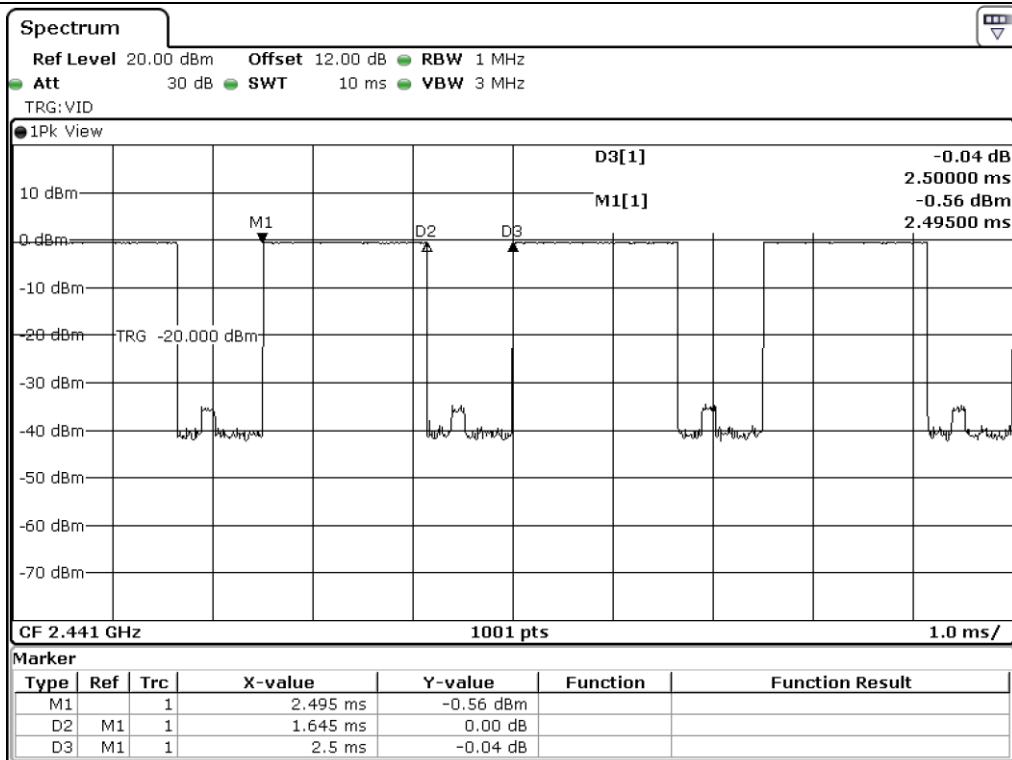 Spectrum
Ref Level 20.00 dBm Offset 12.00 dB RBW 1 MHz
Att 30 dB SWT 10 ms VBW 3 MHz
TRG:VID
1Pk View
D3[1] -0.04 dB
2.50000 ms
10 dBm
M1[1] -0.56 dBm
2.49500 ms
M1
D2
D3
0 dBm
-10 dBm
-20 dBm
TRG -20.000 dBm
-30 dBm
-40 dBm
-50 dBm
-60 dBm
-70 dBm
CF 2.441 GHz 1001 pts 1.0 ms/
Marker
Type Ref Trc X-value Y-value Function Function Result
M1 1 2.495 ms -0.56 dBm
D2 M1 1 1.645 ms 0.00 dB
D3 M1 1 2.5 ms -0.04 dB